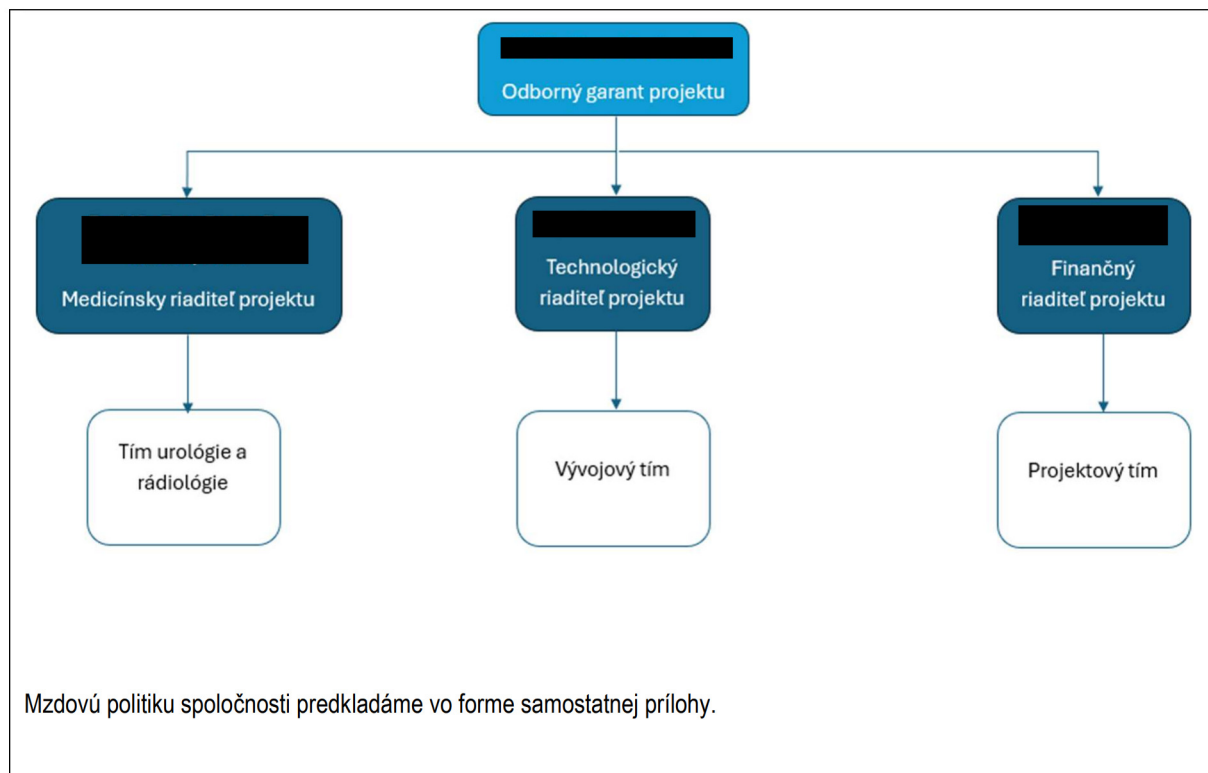 Odborný garant projektu
Medicínsky riaditeľ projektu
Technologický
riaditeľ projektu
Finančný
riaditeľ projektu
Tím urológie a
rádiológie
Vývojový tím
Projektový tím
Mzdovú politiku spoločnosti predkladáme vo forme samostatnej prílohy.